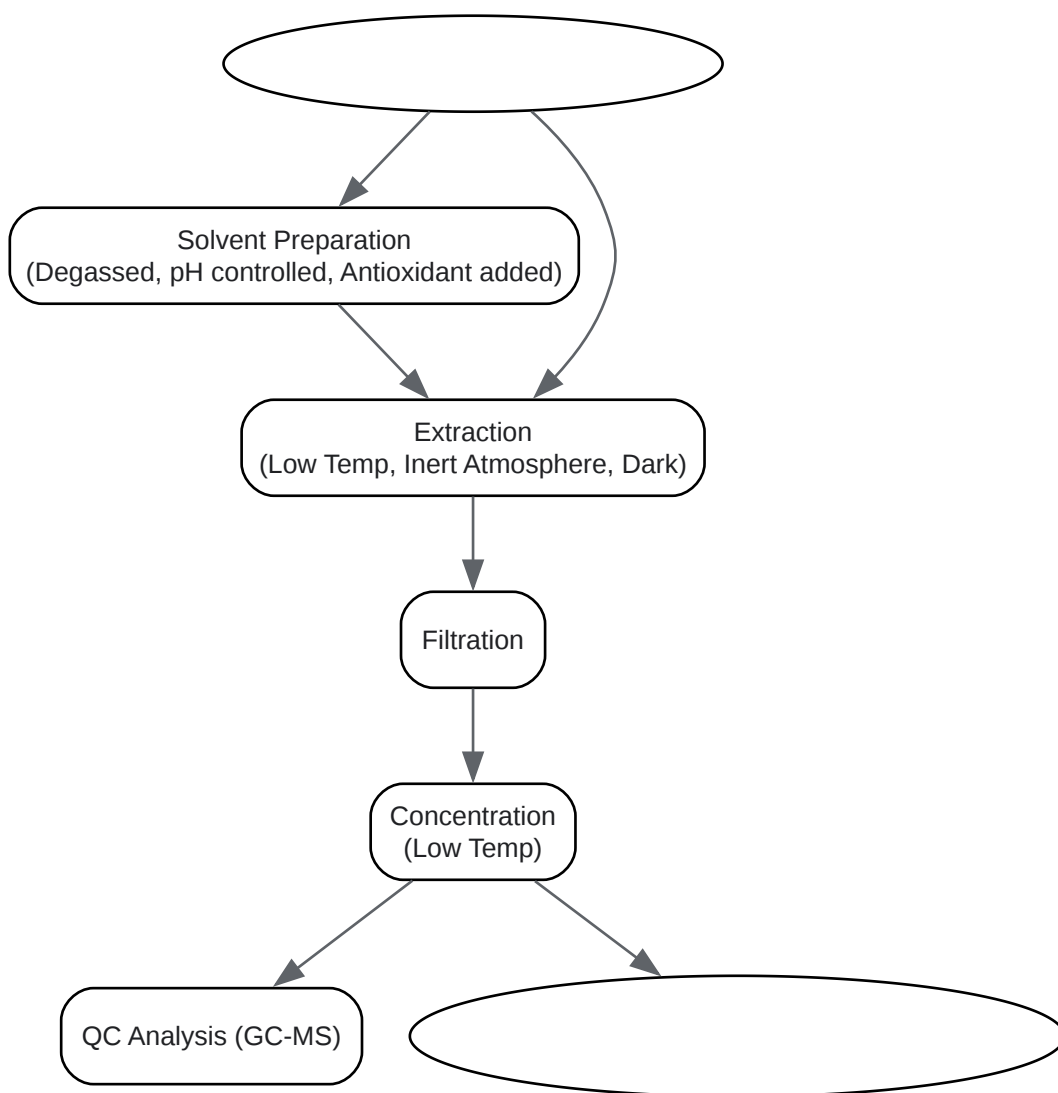 Solvent Preparation
(Degassed, pH controlled, Antioxidant added)
Extraction
(Low Temp, Inert Atmosphere, Dark)
Filtration
Concentration
(Low Temp)
QC Analysis (GC-MS)